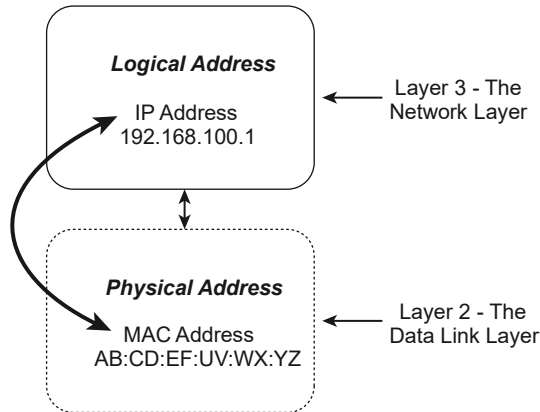 Logical Address
IP Address
192.168.100.1
Layer 3 - The
Network Layer
Physical Address
MAC Address
AB:CD:EF:UV:WX:YZ
Layer 2 - The
Data Link Layer